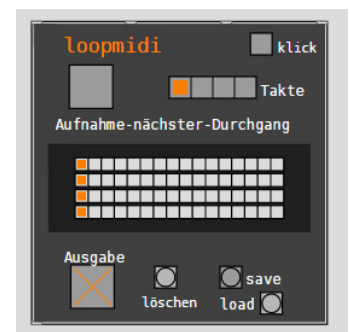 loopmidi
klick
Takte
Aufnahme-nächster-Durchgang
Ausgabe
save
löschen
load